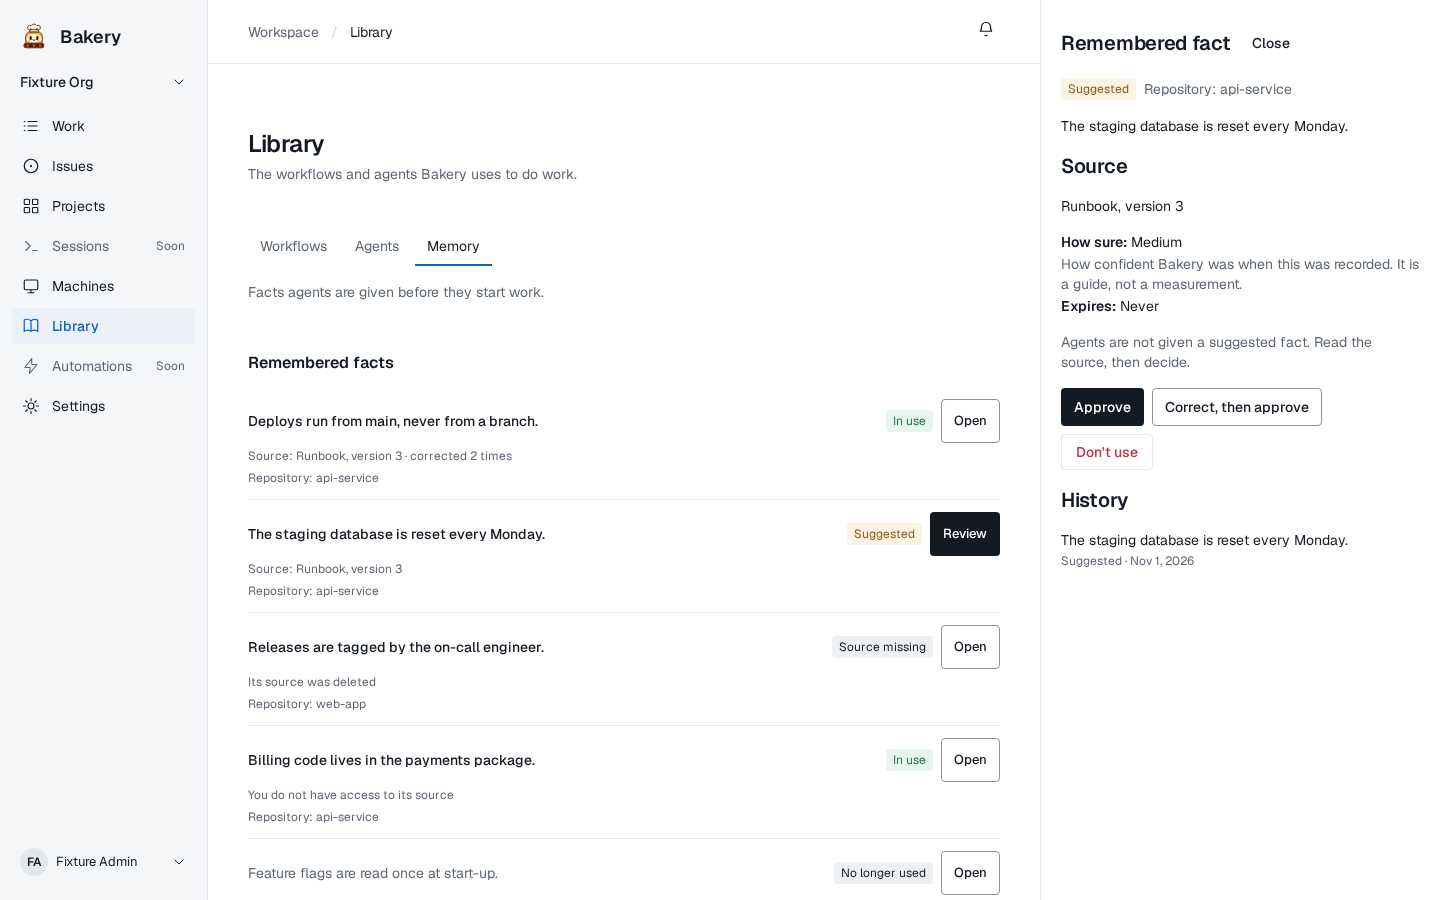 Bakery
Fixture Org
Work
Issues
Projects
Sessions Soon
Machines
Library
Automations Soon
Settings
FA Fixture Admin
Workspace / Library
Library
The workflows and agents Bakery uses to do work.
Workflows Agents Memory
Facts agents are given before they start work.
Remembered facts
Deploys run from main, never from a branch. In use Open
Source: Runbook, version 3 · corrected 2 times
Repository: api-service
The staging database is reset every Monday. Suggested Review
Source: Runbook, version 3
Repository: api-service
Releases are tagged by the on-call engineer. Source missing Open
Its source was deleted
Repository: web-app
Billing code lives in the payments package. In use Open
You do not have access to its source
Repository: api-service
Feature flags are read once at start-up. No longer used Open
Remembered fact Close
Suggested Repository: api-service
The staging database is reset every Monday.
Source
Runbook, version 3
How sure: Medium
How confident Bakery was when this was recorded. It is
a guide, not a measurement.
Expires: Never
Agents are not given a suggested fact. Read the
source, then decide.
Approve Correct, then approve
Don't use
History
The staging database is reset every Monday.
Suggested · Nov 1, 2026